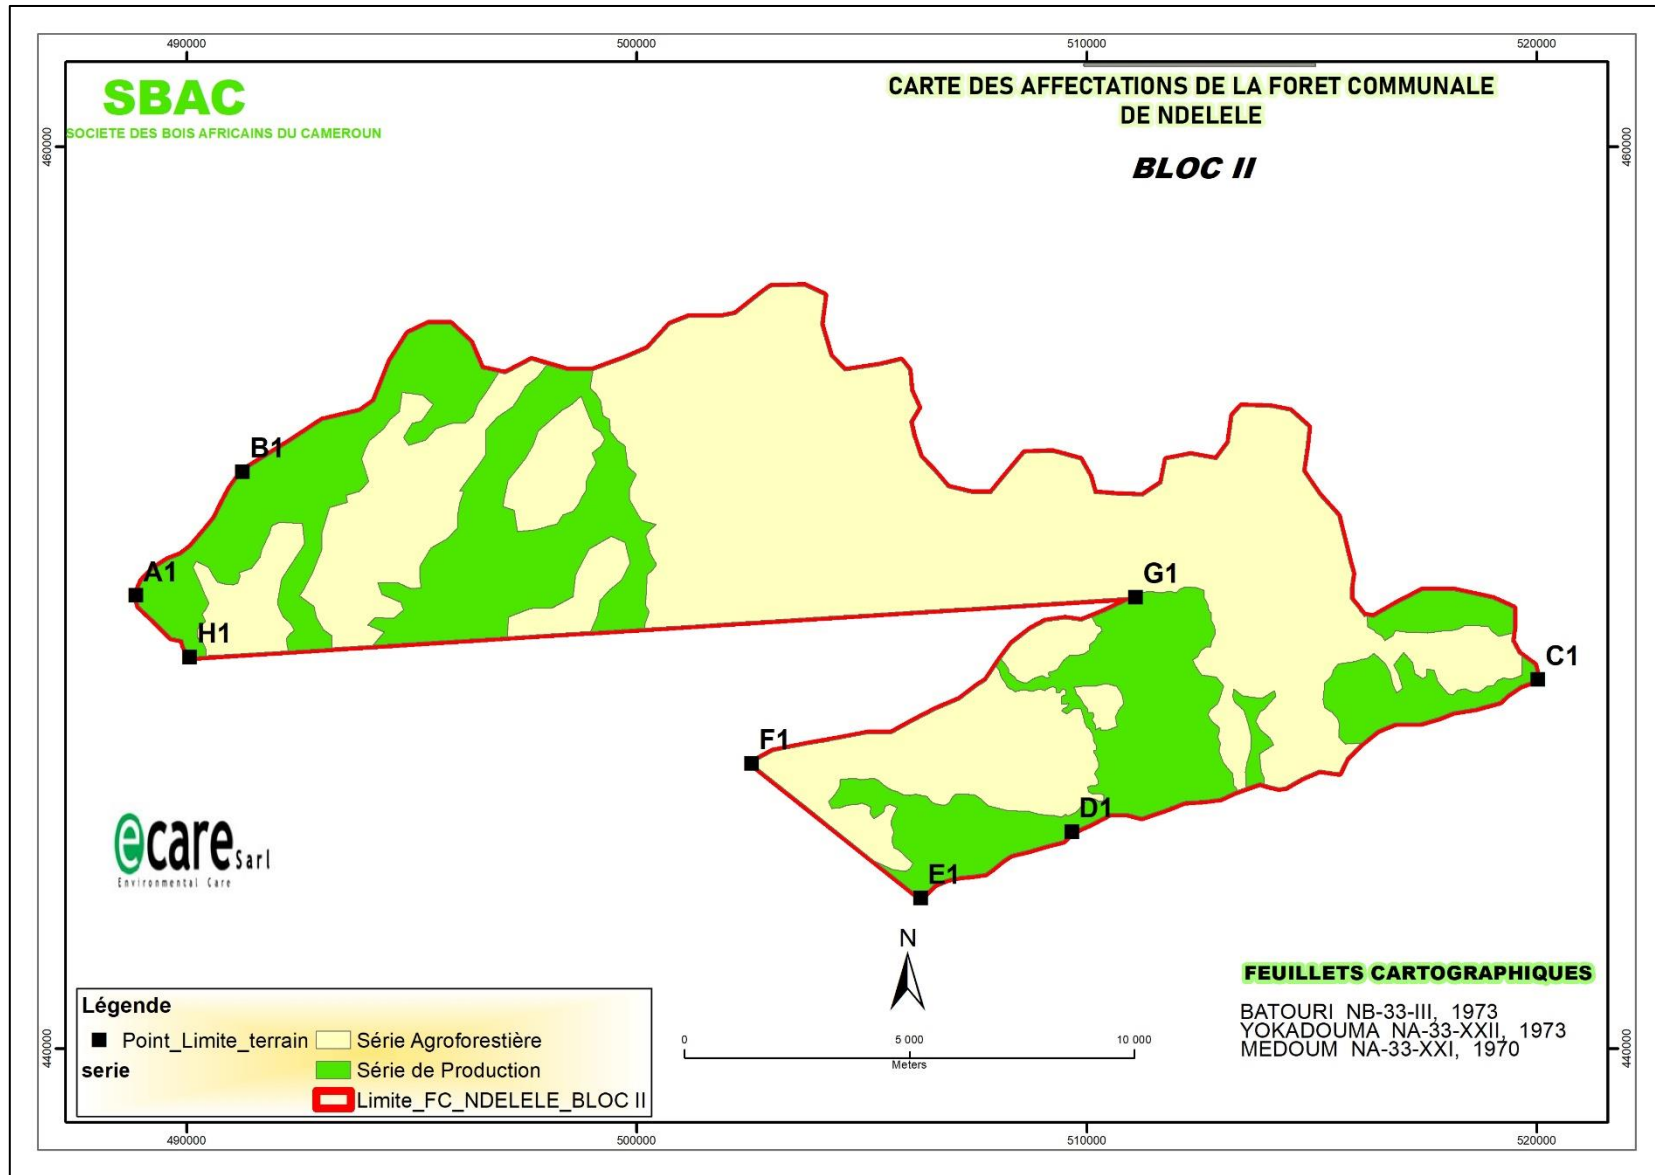 490000
500000
510000
520000
SBAC
SOCIETE DES BOIS AFRICAINS DU CAMEROUN
CARTE DES AFFECTATIONS DE LA FORET COMMUNALE
DE NDELELE
BLOC II
460000
460000
B1
A1
H1
G1
C1
F1
D1
E1
ecare Sarl
Environmental Care
N
FEUILLETS CARTOGRAPHIQUES
BATOURI NB-33-III, 1973
YOKADOUMA NA-33-XXII, 1973
MEDOUM NA-33-XXI, 1970
Légende
Point_Limite_terrain
Série Agroforestière
serie
Série de Production
Limite_FC_NDELELE_BLOC II
0
5 000
10 000
Meters
440000
440000
490000
500000
510000
520000